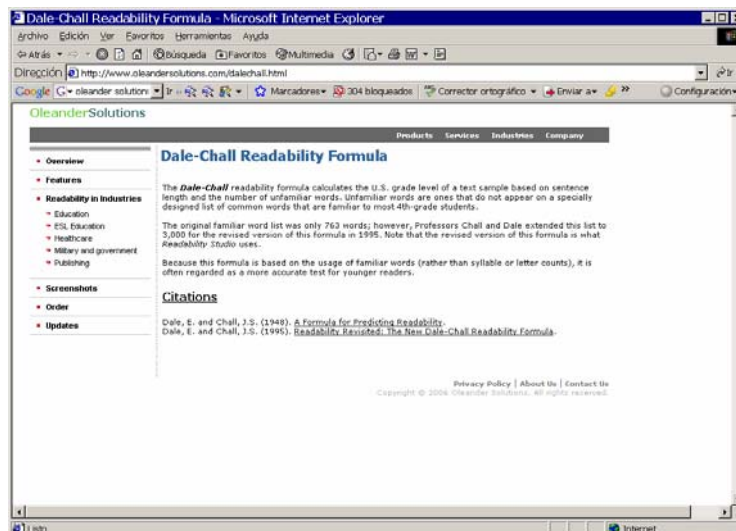 Dale-Chall Readability Formula - Microsoft Internet Explorer
Archivo Edición Ver Favoritos Herramientas Ayuda
Atrás Búsqueda Favoritos Multimedia
Dirección http://www.oleandersolutions.com/dalechall.html Ir
Google G oleander solution Ir Marcadores 304 bloqueados Corrector ortográfico Enviar a Configuración
OleanderSolutions
Products Services Industries Company
Overview
Features
Readability in Industries
Education
ESL Education
Healthcare
Military and government
Publishing
Screenshots
Order
Updates
Dale-Chall Readability Formula
The Dale-Chall readability formula calculates the U.S. grade level of a text sample based on sentence
length and the number of unfamiliar words. Unfamiliar words are ones that do not appear on a specially
designed list of common words that are familiar to most 4th-grade students.
The original familiar word list was only 763 words; however, Professors Chall and Dale extended this list to
3,000 for the revised version of this formula in 1995. Note that the revised version of this formula is what
Readability Studio uses.
Because this formula is based on the usage of familiar words (rather than syllable or letter counts), it is
often regarded as a more accurate test for younger readers.
Citations
Dale, E. and Chall, J.S. (1948). A Formula for Predicting Readability.
Dale, E. and Chall, J.S. (1995). Readability Revisited: The New Dale-Chall Readability Formula.
Privacy Policy | About Us | Contact Us
Copyright © 2006 Oleander Solutions. All rights reserved.
Listo Internet